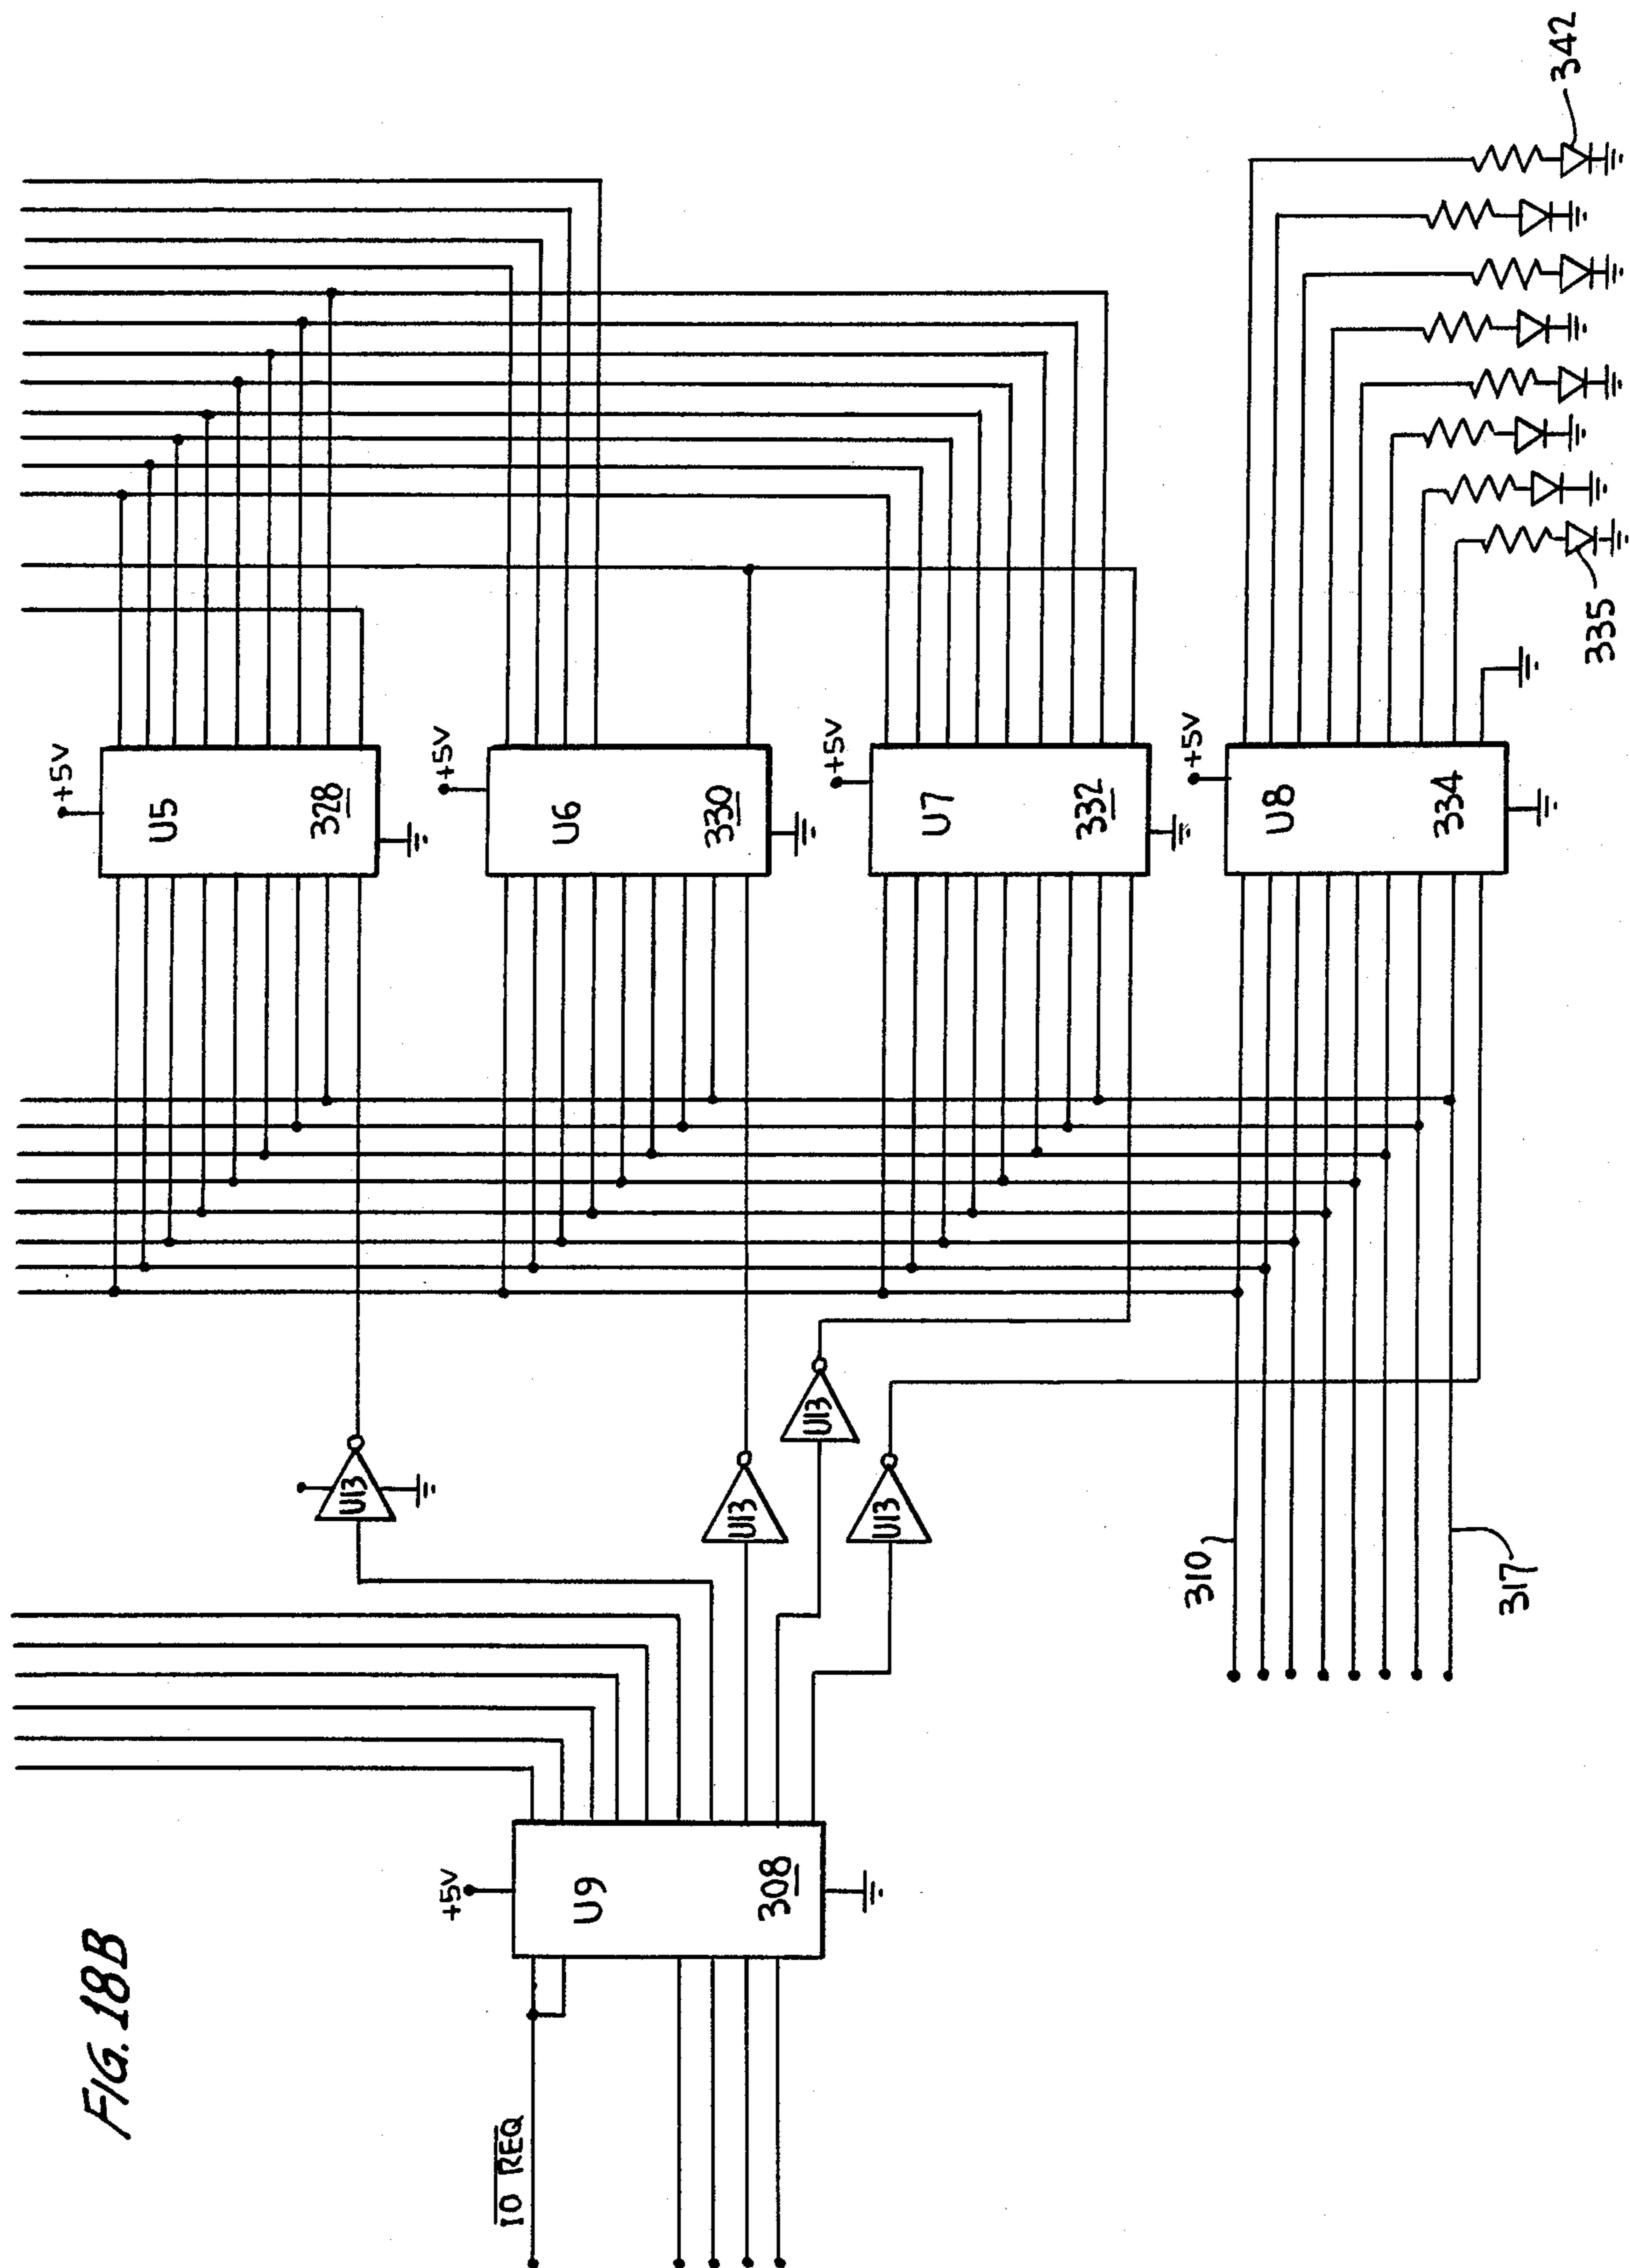 FIG. 18B
IO REQ
+5V
U9
308
U13
U13
U13
U13
310
317
+5V
U5
328
+5V
U6
330
+5V
U7
332
+5V
U8
334
335
342